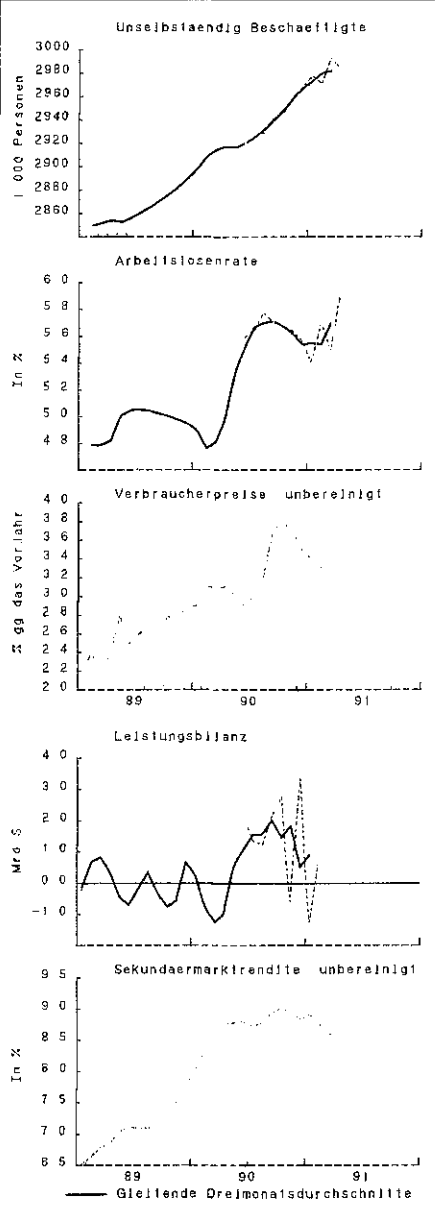 Unselbstaendig Beschaeftigte
3000
2980
2960
2940
2920
2900
2880
2860
1 000 Personen
Arbeitslosenrate
6 0
5 6
5 4
5 0
4 8
In %
Verbraucherpreise unbereinigt
4 0
3 8
3 6
3 4
3 2
3 0
2 8
2 6
2 4
2 2
2 0
% gg das Vorjahr
89 90 91
Leistungsbilanz
4 0
3 0
2 0
1 0
0 0
-1 0
Mrd S
Sekundaermarktrendite unbereinigt
9 5
9 0
8 5
8 0
7 5
7 0
6 5
In %
89 90 91
Gleitende Dreimonatsdurchschnitte